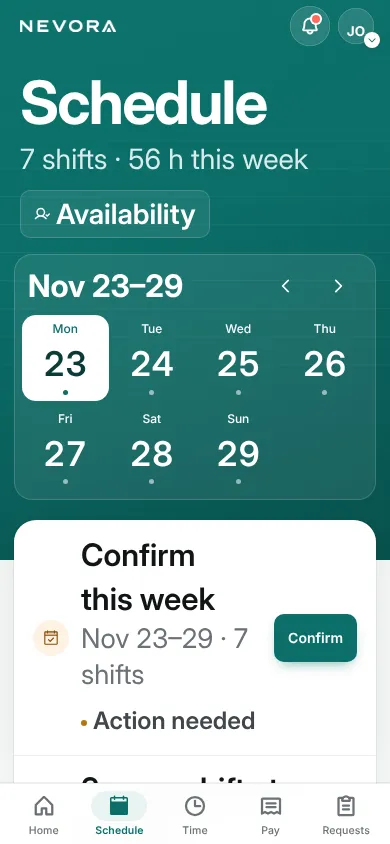 NEVORA
JO
Schedule
7 shifts · 56 h this week
Availability
Nov 23–29
Mon Tue Wed Thu
23 24 25 26
Fri Sat Sun
27 28 29
Confirm
this week
Nov 23–29 · 7
shifts
Confirm
• Action needed
Home Schedule Time Pay Requests